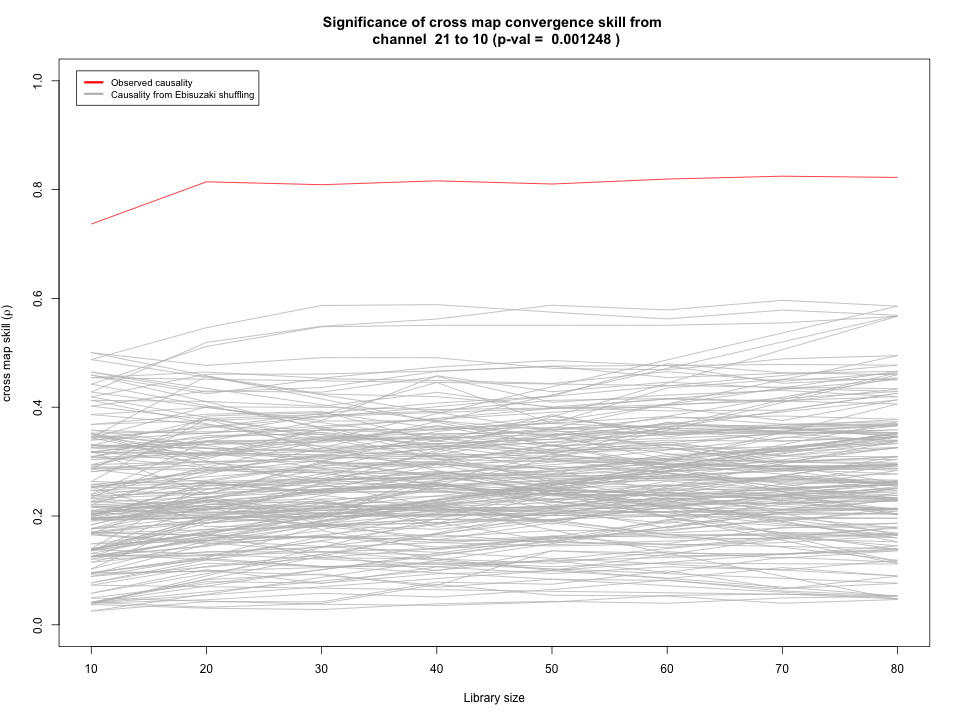 Significance of cross map convergence skill from
channel  21 to 10 (p-val =  0.001248 )
Observed causality
Causality from Ebisuzaki shuffling
cross map skill (ρ)
1.0
0.8
0.6
0.4
0.2
0.0
10 20 30 40 50 60 70 80
Library size